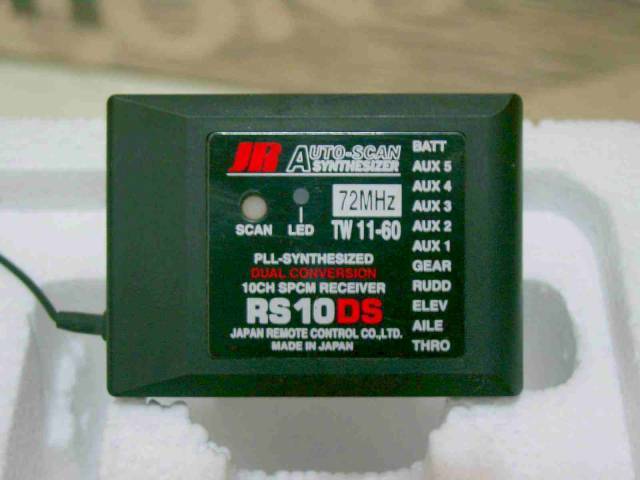 JR AUTO-SCAN
SYNTHESIZER
72MHz
SCAN LED TW 11-60
PLL-SYNTHESIZED
DUAL CONVERSION
10CH SPCM RECEIVER
RS10DS
JAPAN REMOTE CONTROL CO.,LTD.
MADE IN JAPAN
BATT
AUX 5
AUX 4
AUX 3
AUX 2
AUX 1
GEAR
RUDD
ELEV
AILE
THRO